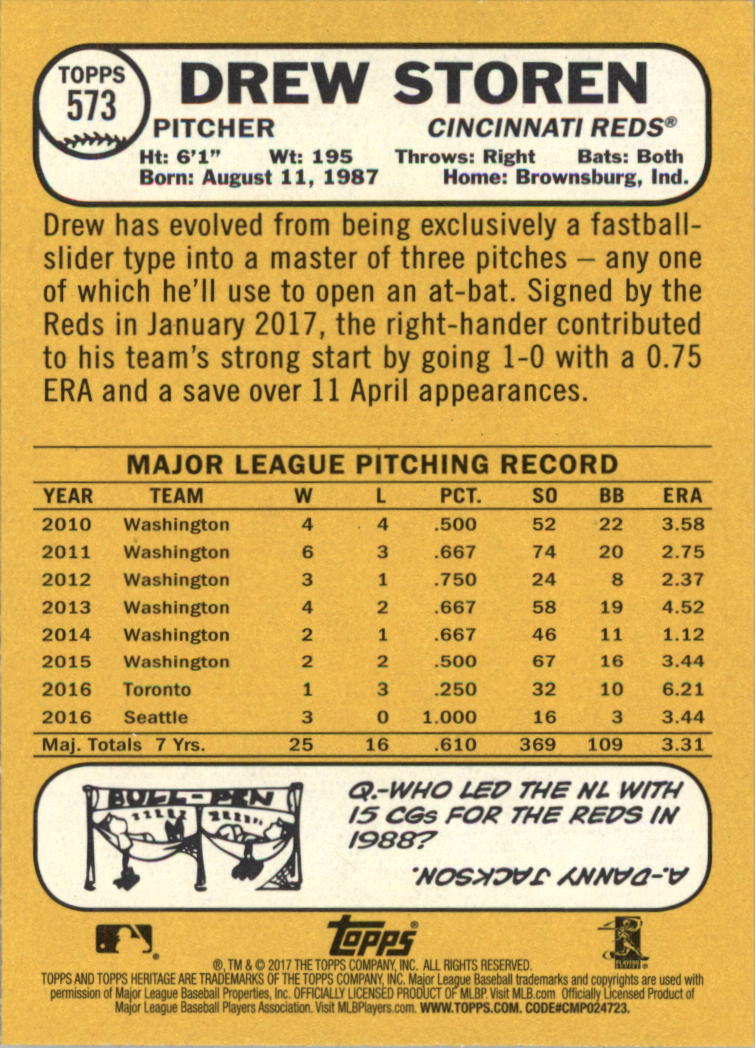 TOPPS
573
DREW STOREN
PITCHER CINCINNATI REDS®
Ht: 6'1" Wt: 195 Throws: Right Bats: Both
Born: August 11, 1987 Home: Brownsburg, Ind.
Drew has evolved from being exclusively a fastball-
slider type into a master of three pitches – any one
of which he'll use to open an at-bat. Signed by the
Reds in January 2017, the right-hander contributed
to his team's strong start by going 1-0 with a 0.75
ERA and a save over 11 April appearances.
MAJOR LEAGUE PITCHING RECORD
YEAR TEAM W L PCT. SO BB ERA
2010 Washington 4 4 .500 52 22 3.58
2011 Washington 6 3 .667 74 20 2.75
2012 Washington 3 1 .750 24 8 2.37
2013 Washington 4 2 .667 58 19 4.52
2014 Washington 2 1 .667 46 11 1.12
2015 Washington 2 2 .500 67 16 3.44
2016 Toronto 1 3 .250 32 10 6.21
2016 Seattle 3 0 1.000 16 3 3.44
Maj. Totals 7 Yrs. 25 16 .610 369 109 3.31
BULL-PEN
Q.-WHO LED THE NL WITH
15 CGs FOR THE REDS IN
1988?
A.-DANNY JACKSON.
topps®
®, TM & © 2017 THE TOPPS COMPANY, INC. ALL RIGHTS RESERVED.
TOPPS AND TOPPS HERITAGE ARE TRADEMARKS OF THE TOPPS COMPANY, INC. Major League Baseball trademarks and copyrights are used with
permission of Major League Baseball Properties, Inc. OFFICIALLY LICENSED PRODUCT OF MLBP. Visit MLB.com Officially Licensed Product of
Major League Baseball Players Association. Visit MLBPlayers.com. WWW.TOPPS.COM. CODE#CMP024723.